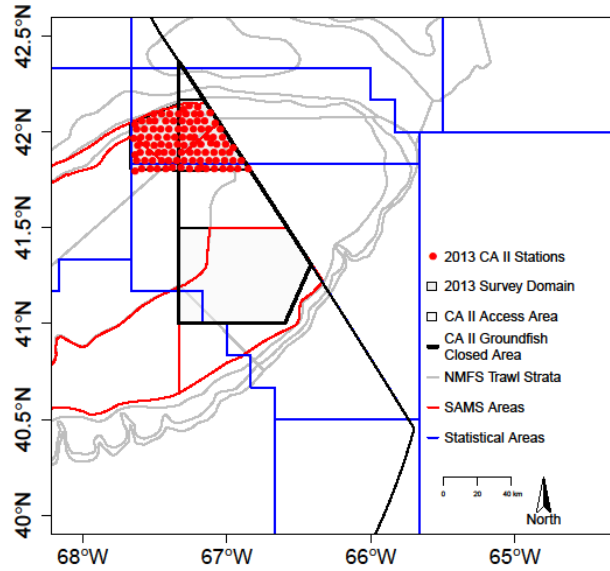 42.5°N
42°N
41.5°N
41°N
40.5°N
40°N
2013 CA II Stations
2013 Survey Domain
CA II Access Area
CA II Groundfish
Closed Area
NMFS Trawl Strata
SAMS Areas
Statistical Areas
0 20 40 km
North
68°W 67°W 66°W 65°W